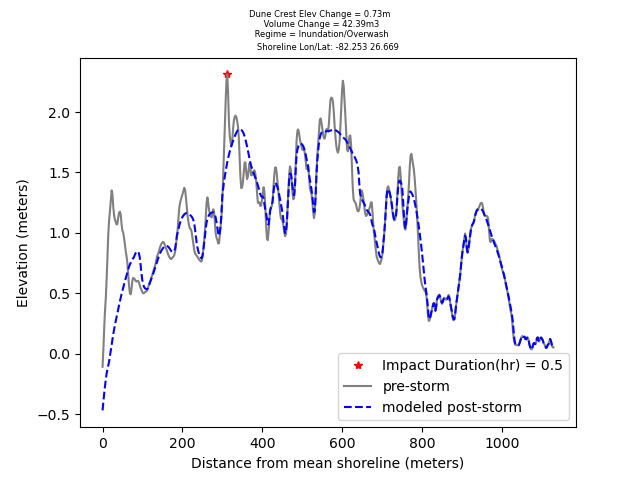 Dune Crest Elev Change = 0.73m
Volume Change = 42.39m3
Regime = Inundation/Overwash
Shoreline Lon/Lat: -82.253 26.669
2.0
1.5
1.0
0.5
0.0
−0.5
Elevation (meters)
Impact Duration(hr) = 0.5
pre-storm
modeled post-storm
0 200 400 600 800 1000
Distance from mean shoreline (meters)